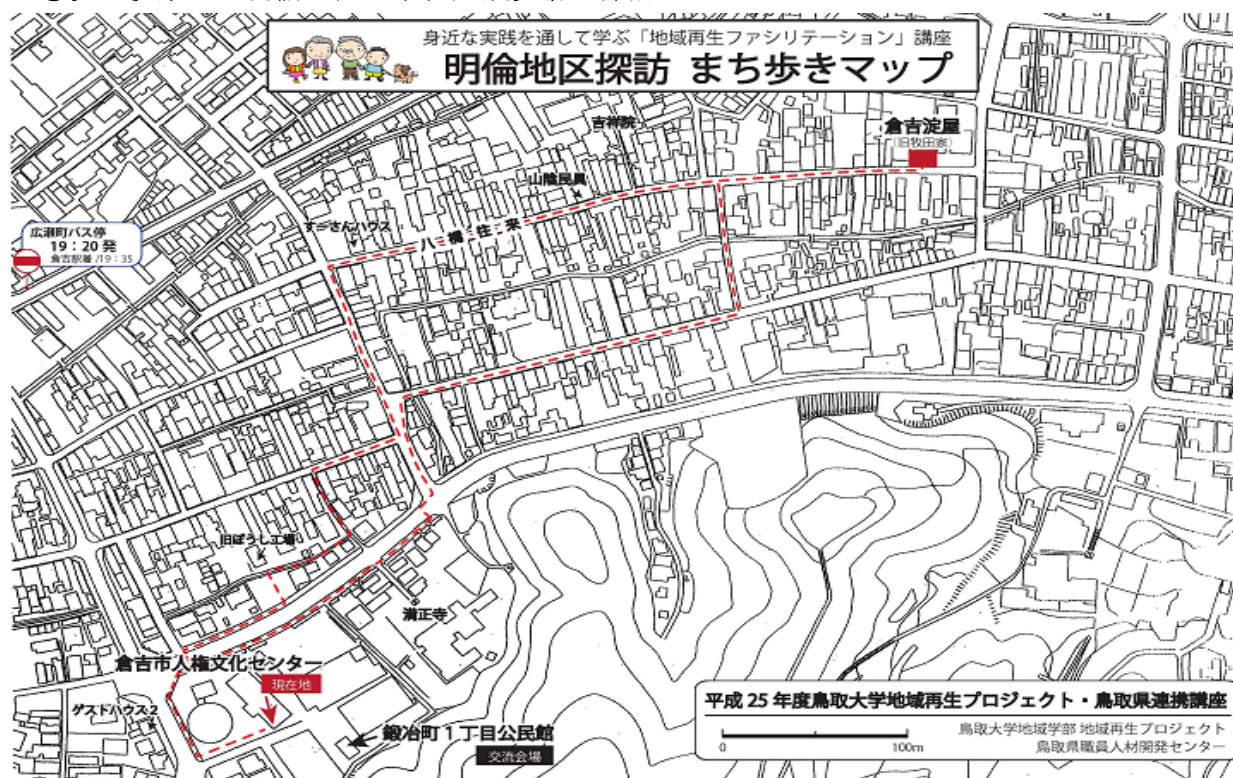 身近な実践を通して学ぶ「地域再生ファシリテーション」講座
明倫地区探訪 まち歩きマップ
吉祥院
倉吉淀屋
（旧牧田家）
山陰民具
すーさんハウス
八・橋・往・来
広瀬町バス停
19：20 発
倉吉駅着/19：35
旧ぼうし工場
満正寺
倉吉市人権文化センター
現在地
ゲストハウス2
鍛冶町１丁目公民館
交流会場
平成 25 年度鳥取大学地域再生プロジェクト・鳥取県連携講座
0
100m
鳥取大学地域学部 地域再生プロジェクト
鳥取県職員人材開発センター